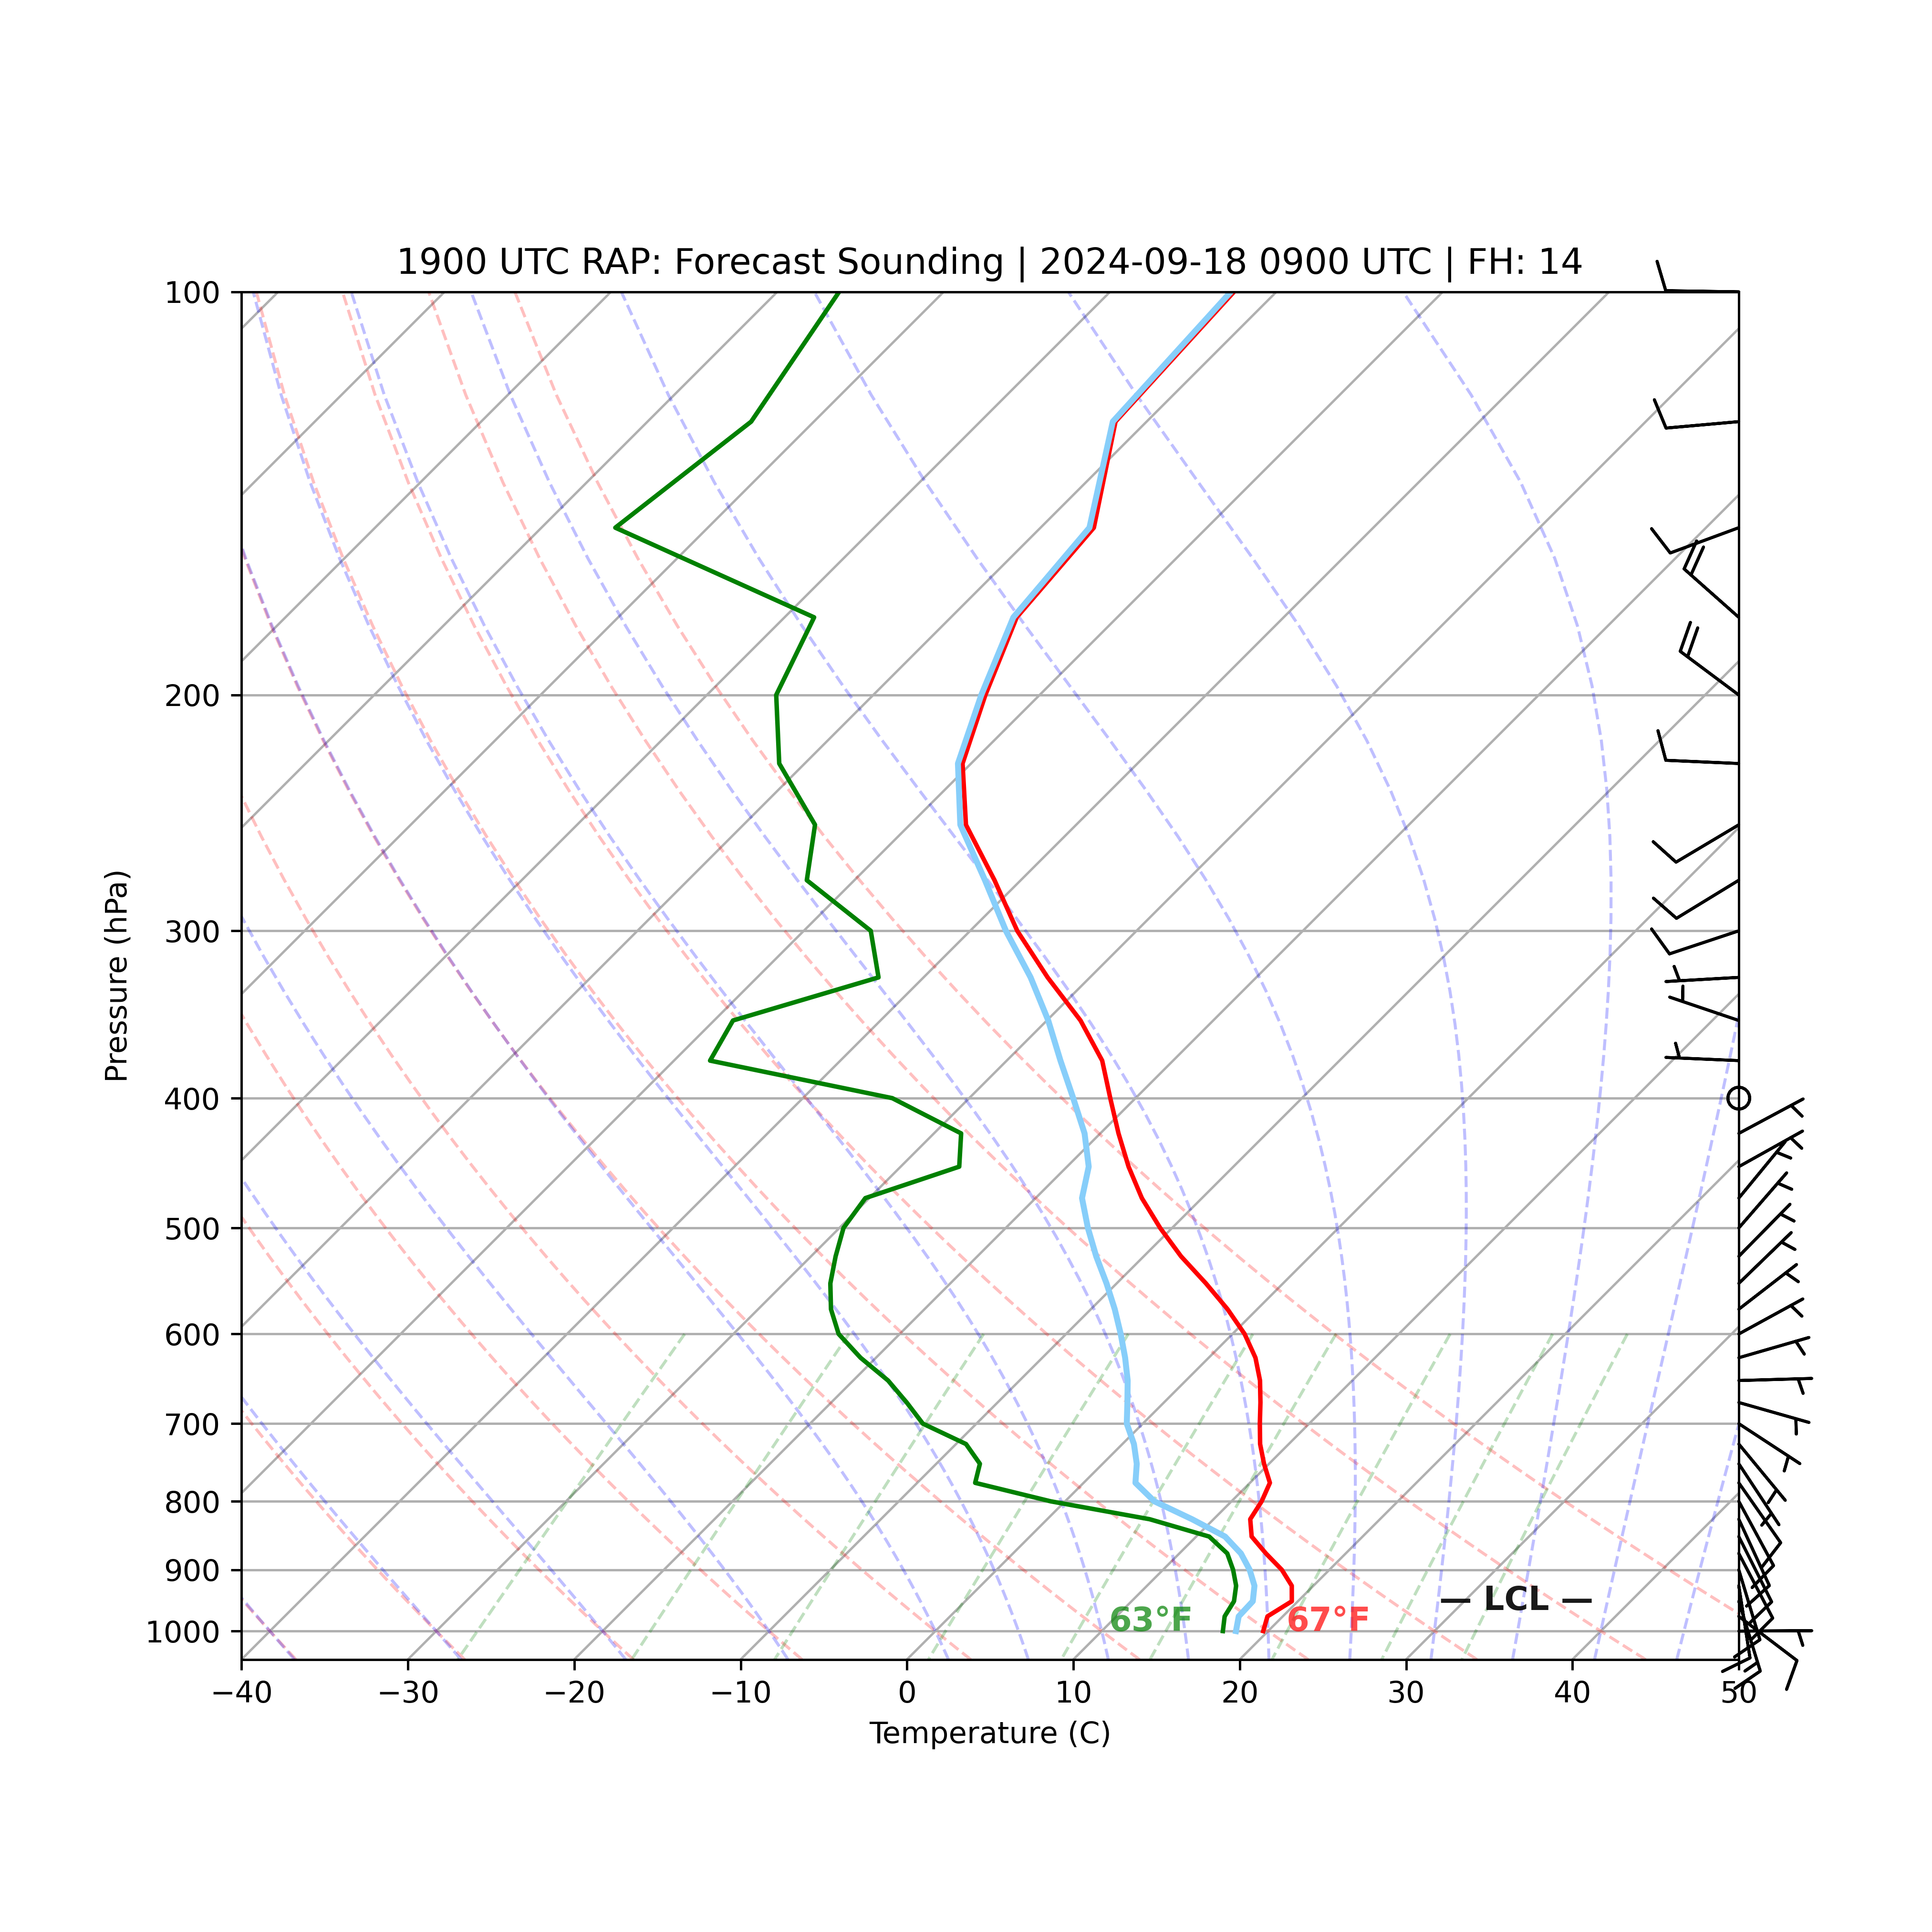 1900 UTC RAP: Forecast Sounding | 2024-09-18 0900 UTC | FH: 14
100
200
300
400
500
600
700
800
900
1000
Pressure (hPa)
— LCL —
63°F 67°F
−40 −30 −20 −10 0 10 20 30 40 50
Temperature (C)